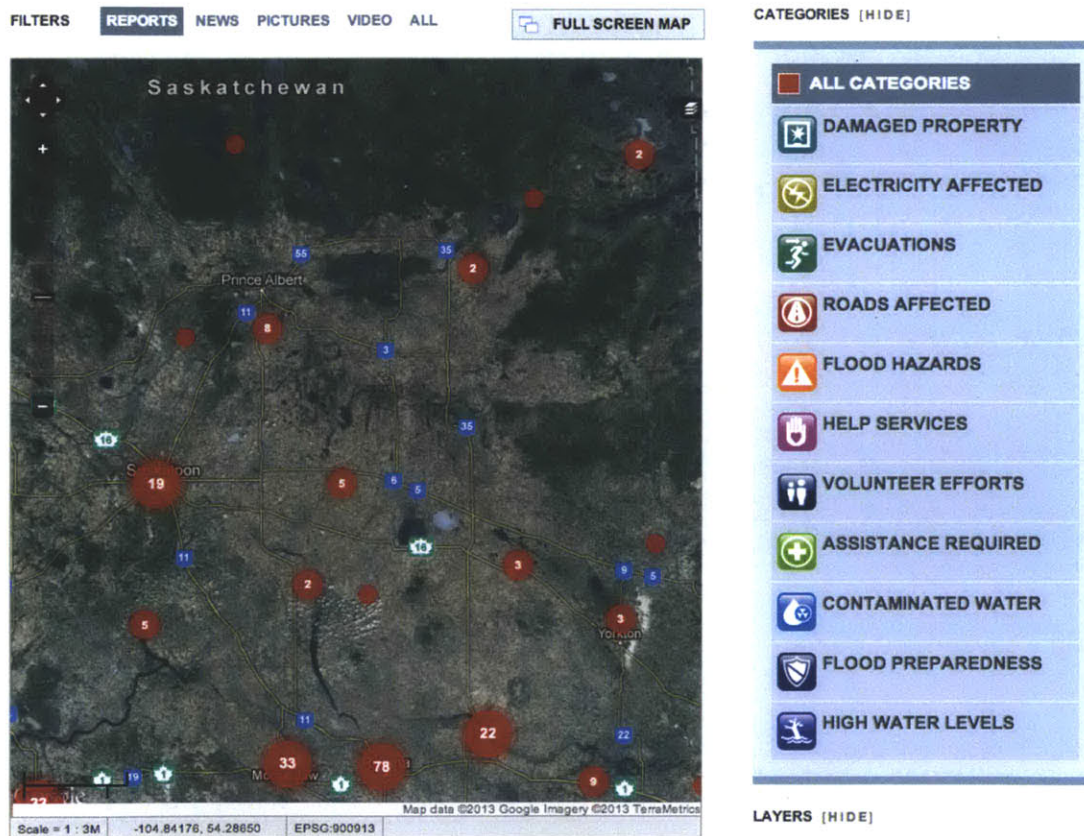 FILTERS REPORTS NEWS PICTURES VIDEO ALL FULL SCREEN MAP
Saskatchewan
2
55
35
2
Prince Albert
11
8
3
35
16
19
5
6
5
16
11
3
9
5
2
5
3
Yorkton
11
22
22
33
78
9
1
19
1
1
1
Map data ©2013 Google Imagery ©2013 TerraMetrics
Scale = 1 : 3M -104.84176, 54.28650 EPSG:900913
CATEGORIES [HIDE]
ALL CATEGORIES
DAMAGED PROPERTY
ELECTRICITY AFFECTED
EVACUATIONS
ROADS AFFECTED
FLOOD HAZARDS
HELP SERVICES
VOLUNTEER EFFORTS
ASSISTANCE REQUIRED
CONTAMINATED WATER
FLOOD PREPAREDNESS
HIGH WATER LEVELS
LAYERS [HIDE]